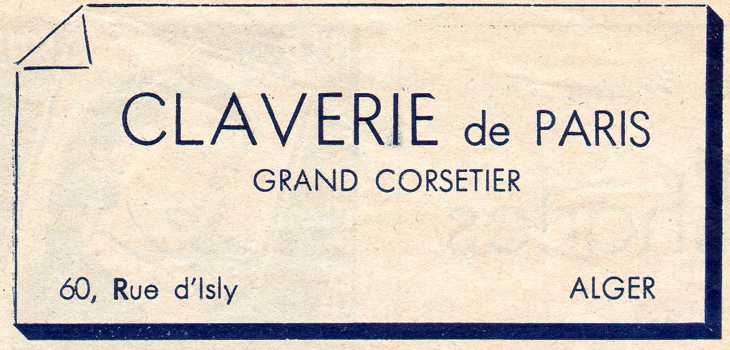 CLAVERIE de PARIS
GRAND CORSETIER
60, Rue d'Isly ALGER